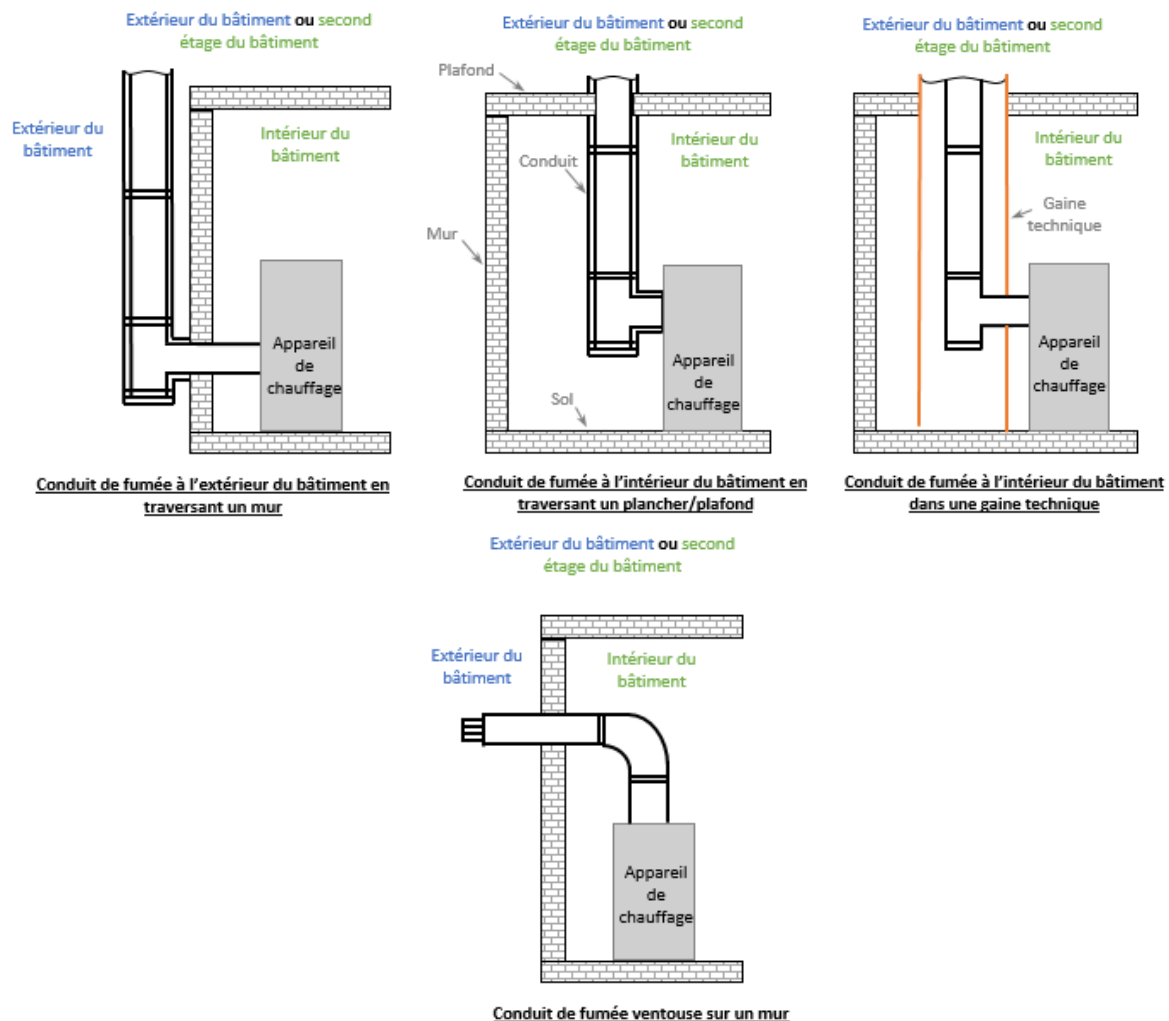 Extérieur du bâtiment ou second
étage du bâtiment
Extérieur du
bâtiment
Intérieur du
bâtiment
Appareil
de
chauffage
Conduit de fumée à l'extérieur du bâtiment en
traversant un mur
Extérieur du bâtiment ou second
étage du bâtiment
Plafond
Intérieur du
bâtiment
Conduit
Mur
Appareil
de
chauffage
Sol
Conduit de fumée à l'intérieur du bâtiment en
traversant un plancher/plafond
Extérieur du bâtiment ou second
étage du bâtiment
Intérieur du
bâtiment
Gaine
technique
Appareil
de
chauffage
Conduit de fumée à l'intérieur du bâtiment
dans une gaine technique
Extérieur du bâtiment ou second
étage du bâtiment
Extérieur du
bâtiment
Intérieur du
bâtiment
Appareil
de
chauffage
Conduit de fumée ventouse sur un mur